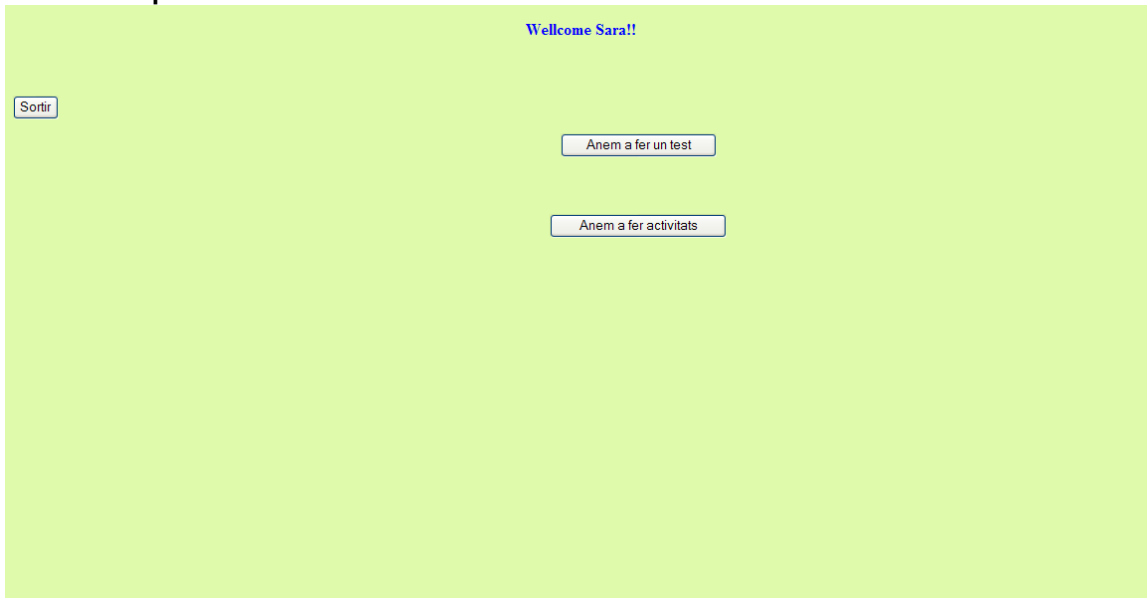 Wellcome Sara!!
Sortir
Anem a fer un test
Anem a fer activitats